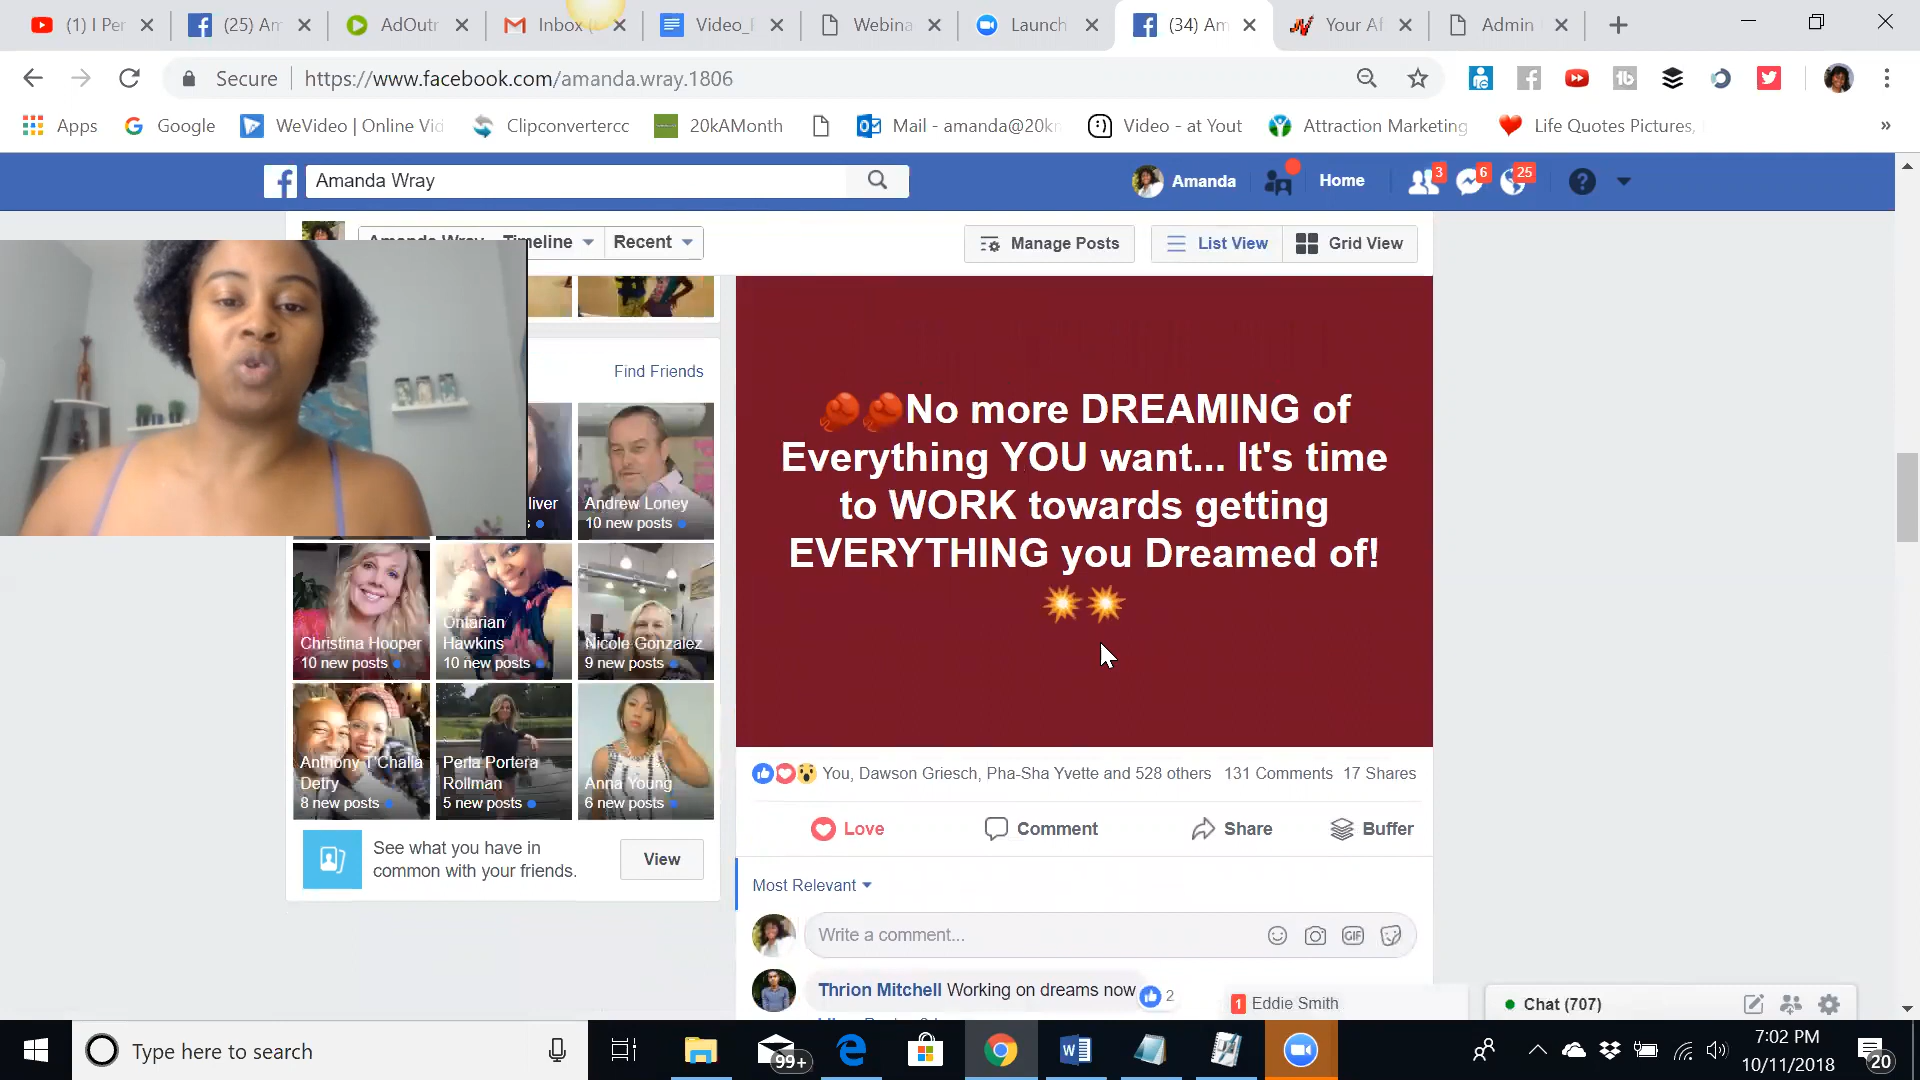 (1) I Per
(25) Am
AdOutr
Inbox (
Video_
Webina
Launch
(34) Am
Your Af
Admin
Secure
https://www.facebook.com/amanda.wray.1806
Apps
Google
WeVideo | Online Vid
Clipconvertercc
20kAMonth
Mail - amanda@20k
Video - at Yout
Attraction Marketing
Life Quotes Pictures,
»
Amanda Wray
Amanda
Home
3
6
25
Timeline
Recent
Manage Posts
List View
Grid View
Find Friends
liver
Andrew Loney
10 new posts
Christina Hooper
10 new posts
Ontarian
Hawkins
10 new posts
Nicole Gonzalez
9 new posts
Anthony T'Challa
Detry
8 new posts
Perla Portera
Rollman
5 new posts
Anna Young
6 new posts
See what you have in
common with your friends.
View
🥊🥊No more DREAMING of
Everything YOU want... It's time
to WORK towards getting
EVERYTHING you Dreamed of!
💥💥
You, Dawson Griesch, Pha-Sha Yvette and 528 others
131 Comments
17 Shares
Love
Comment
Share
Buffer
Most Relevant
Write a comment...
GIF
Thrion Mitchell Working on dreams now
2
1 Eddie Smith
Chat (707)
Type here to search
99+
7:02 PM
10/11/2018
20